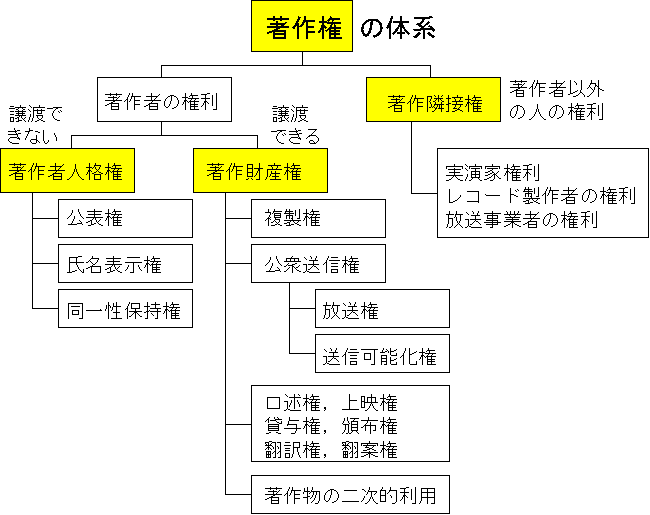 著作権 の体系
著作者の権利
著作隣接権
著作者以外
の人の権利
譲渡で
きない
譲渡
できる
著作者人格権
著作財産権
実演家権利
レコード製作者の権利
放送事業者の権利
公表権
氏名表示権
同一性保持権
複製権
公衆送信権
放送権
送信可能化権
口述権，上映権
貸与権，頒布権
翻訳権，翻案権
著作物の二次的利用